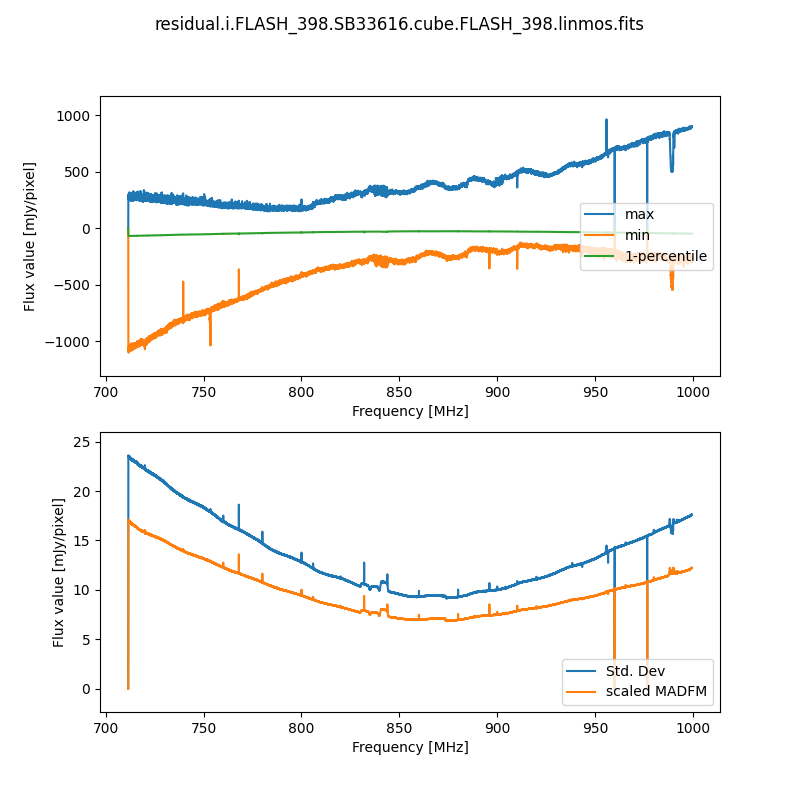 residual.i.FLASH_398.SB33616.cube.FLASH_398.linmos.fits
Flux value [mJy/pixel]
1000
500
0
−500
−1000
max
min
1-percentile
700 750 800 850 900 950 1000
Frequency [MHz]
Flux value [mJy/pixel]
25
20
15
10
5
0
Std. Dev
scaled MADFM
700 750 800 850 900 950 1000
Frequency [MHz]